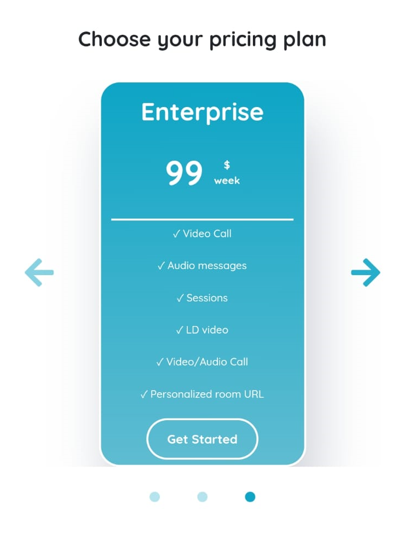 Choose your pricing plan
Enterprise
99 $
week
✓ Video Call
✓ Audio messages
✓ Sessions
✓ LD video
✓ Video/Audio Call
✓ Personalized room URL
Get Started